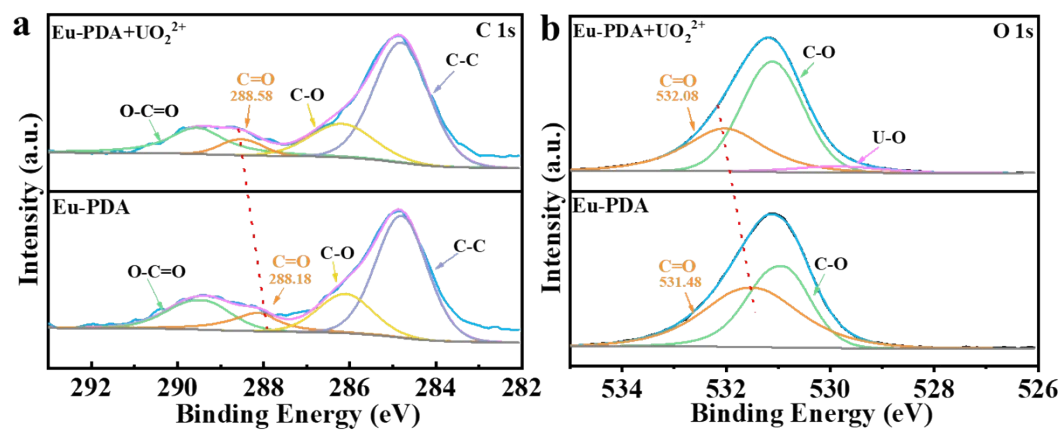 a
Eu-PDA+UO₂²⁺
C 1s
C=O
288.58
C-O
C-C
O-C=O
Eu-PDA
C=O
288.18
C-O
C-C
O-C=O
Intensity (a.u.)
292 290 288 286 284 282
Binding Energy (eV)
b
Eu-PDA+UO₂²⁺
O 1s
C-O
C=O
532.08
U-O
Eu-PDA
C=O
531.48
C-O
Intensity (a.u.)
534 532 530 528 526
Binding Energy (eV)